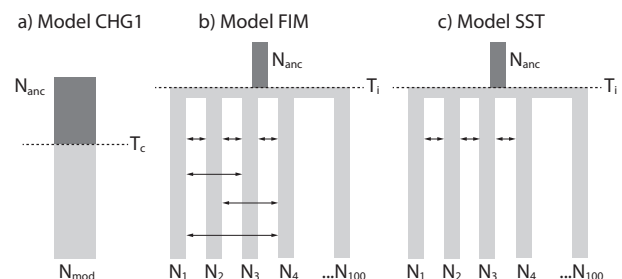 a) Model CHG1
b) Model FIM
c) Model SST
N_anc
T_c
N_mod
N_anc
T_i
N_1 N_2 N_3 N_4 ...N_100
N_anc
T_i
N_1 N_2 N_3 N_4 ...N_100